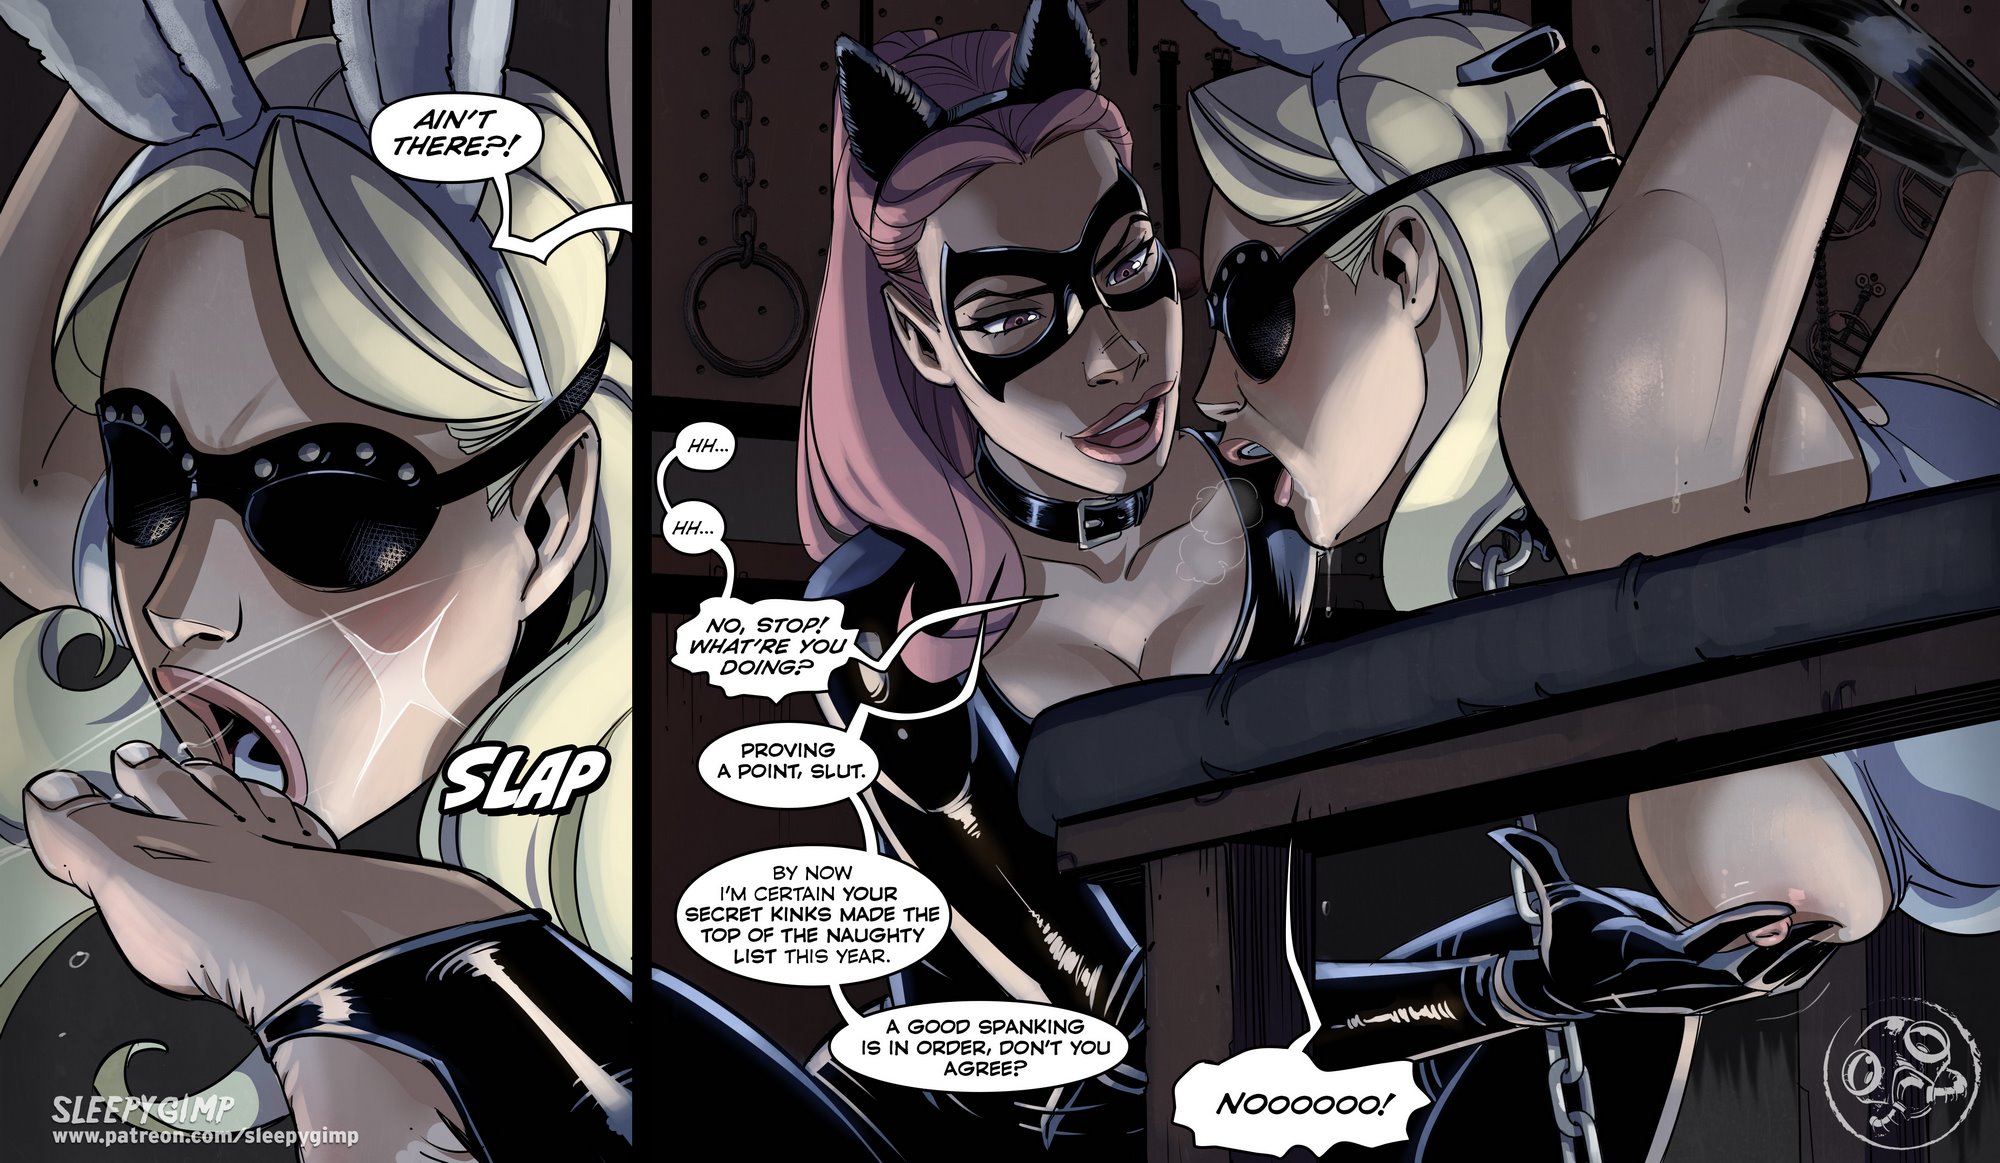 AIN'T
THERE?!
SLAP
HH...
HH...
NO, STOP!
WHAT'RE YOU
DOING?
PROVING
A POINT, SLUT.
BY NOW
I'M CERTAIN YOUR
SECRET KINKS MADE THE
TOP OF THE NAUGHTY
LIST THIS YEAR.
A GOOD SPANKING
IS IN ORDER, DON'T YOU
AGREE?
NOOOOOO!
SLEEPYGIMP
www.patreon.com/sleepygimp